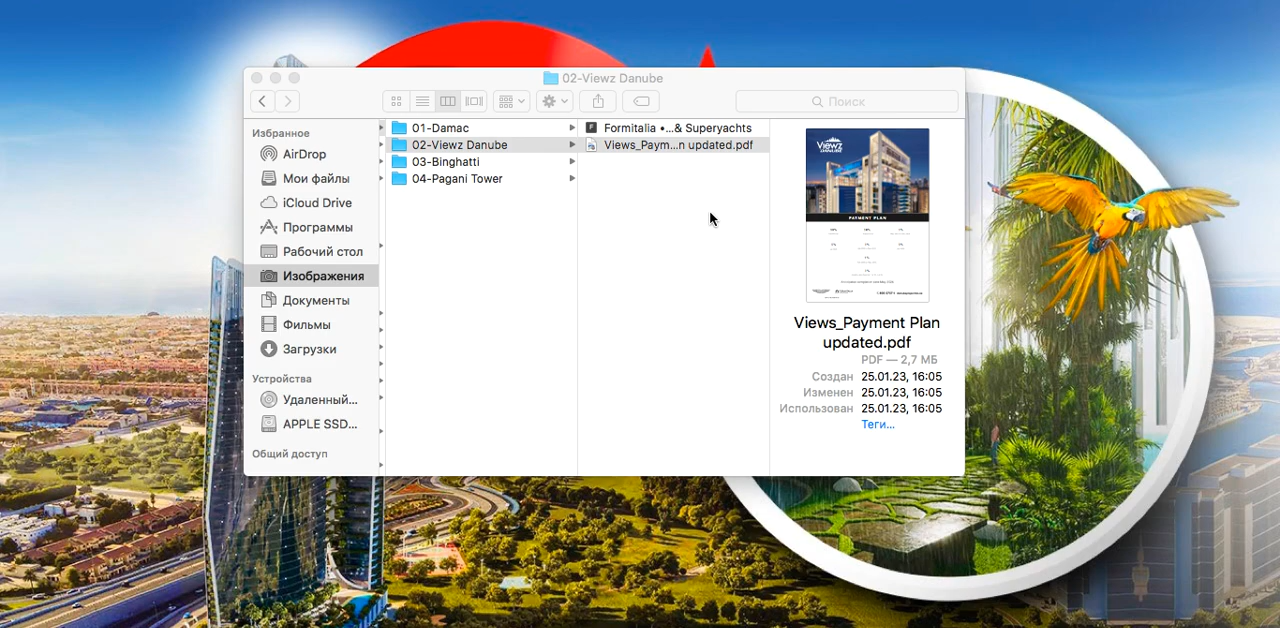 02-Viewz Danube
Поиск
Избранное
AirDrop
Мои файлы
iCloud Drive
Программы
Рабочий стол
Изображения
Документы
Фильмы
Загрузки
Устройства
Удаленный...
APPLE SSD...
Общий доступ
01-Damac
02-Viewz Danube
03-Binghatti
04-Pagani Tower
Formitalia •...& Superyachts
Views_Paym...n updated.pdf
Viewz
DANUBE
PAYMENT PLAN
Views_Payment Plan
updated.pdf
PDF — 2,7 МБ
Создан 25.01.23, 16:05
Изменен 25.01.23, 16:05
Использован 25.01.23, 16:05
Теги...